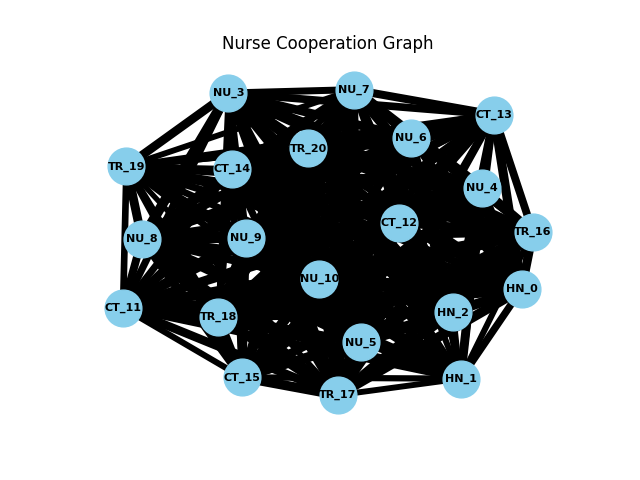 Nurse Cooperation Graph
NU_7
NU_3
CT_13
NU_6
TR_20
TR_19
CT_14
NU_4
CT_12
TR_16
NU_8
NU_9
NU_10
HN_0
CT_11
HN_2
TR_18
NU_5
CT_15
HN_1
TR_17